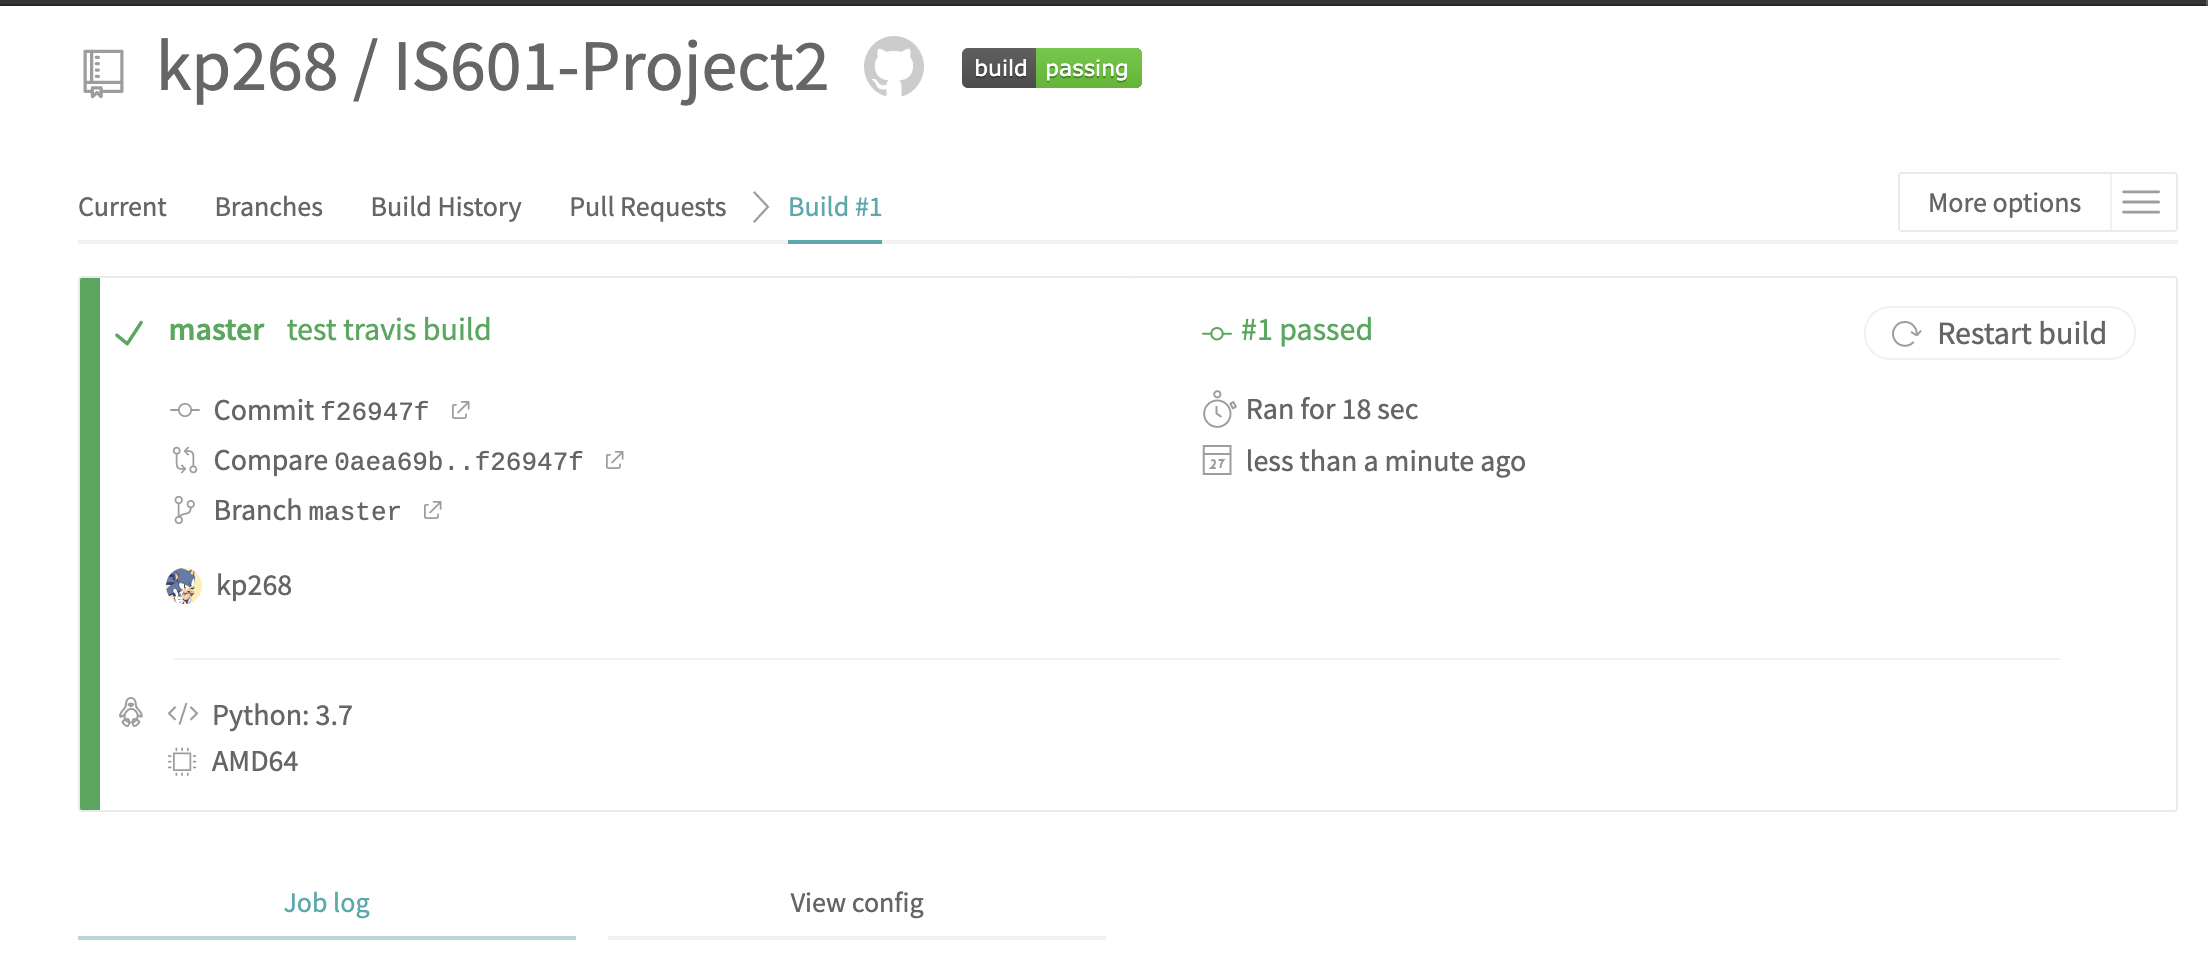 kp268 / IS601-Project2 build passing
Current Branches Build History Pull Requests Build #1 More options
master test travis build #1 passed Restart build
Commit f26947f Ran for 18 sec
Compare 0aea69b..f26947f 27 less than a minute ago
Branch master
kp268
</> Python: 3.7
AMD64
Job log View config